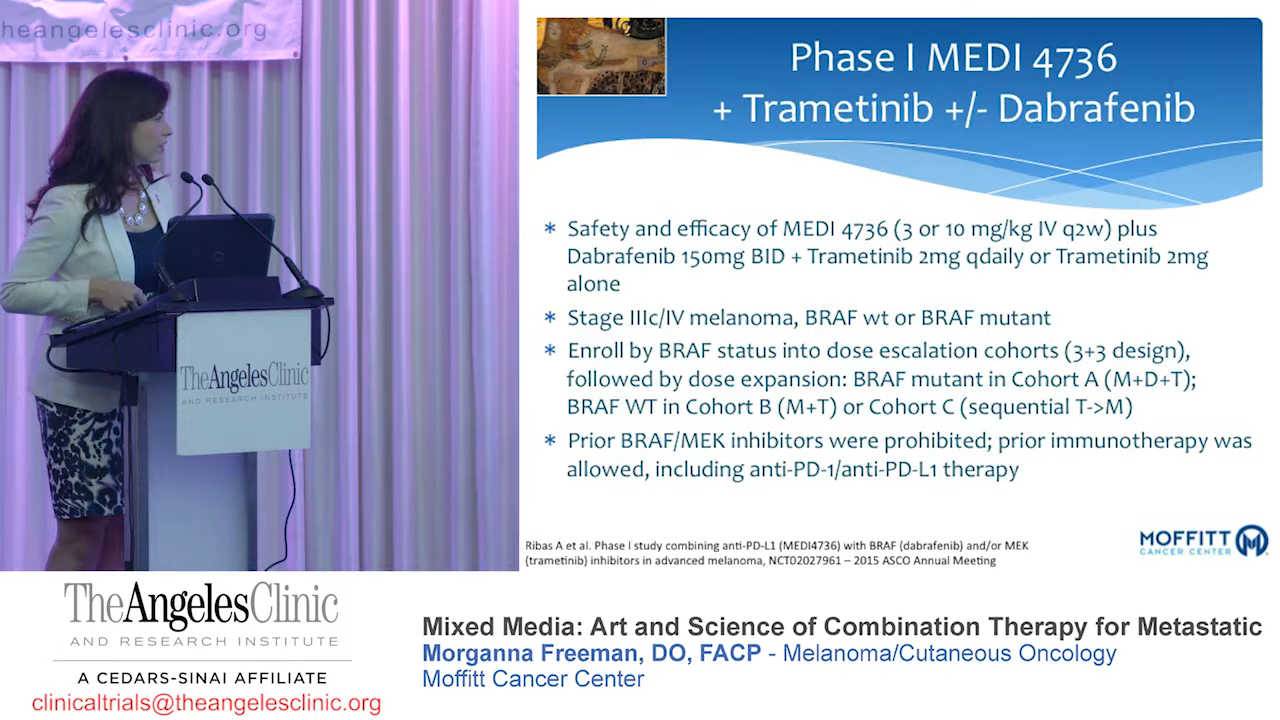 theangelesclinic.org
Phase I MEDI 4736
+ Trametinib +/- Dabrafenib
* Safety and efficacy of MEDI 4736 (3 or 10 mg/kg IV q2w) plus
Dabrafenib 150mg BID + Trametinib 2mg qdaily or Trametinib 2mg
alone
* Stage IIIc/IV melanoma, BRAF wt or BRAF mutant
* Enroll by BRAF status into dose escalation cohorts (3+3 design),
followed by dose expansion: BRAF mutant in Cohort A (M+D+T);
BRAF WT in Cohort B (M+T) or Cohort C (sequential T->M)
* Prior BRAF/MEK inhibitors were prohibited; prior immunotherapy was
allowed, including anti-PD-1/anti-PD-L1 therapy
Ribas A et al. Phase I study combining anti-PD-L1 (MEDI4736) with BRAF (dabrafenib) and/or MEK
(trametinib) inhibitors in advanced melanoma, NCT02027961 – 2015 ASCO Annual Meeting
MOFFITT
CANCER CENTER
M
TheAngelesClinic
AND RESEARCH INSTITUTE
TheAngelesClinic
AND RESEARCH INSTITUTE
A CEDARS-SINAI AFFILIATE
clinicaltrials@theangelesclinic.org
Mixed Media: Art and Science of Combination Therapy for Metastatic
Morganna Freeman, DO, FACP - Melanoma/Cutaneous Oncology
Moffitt Cancer Center